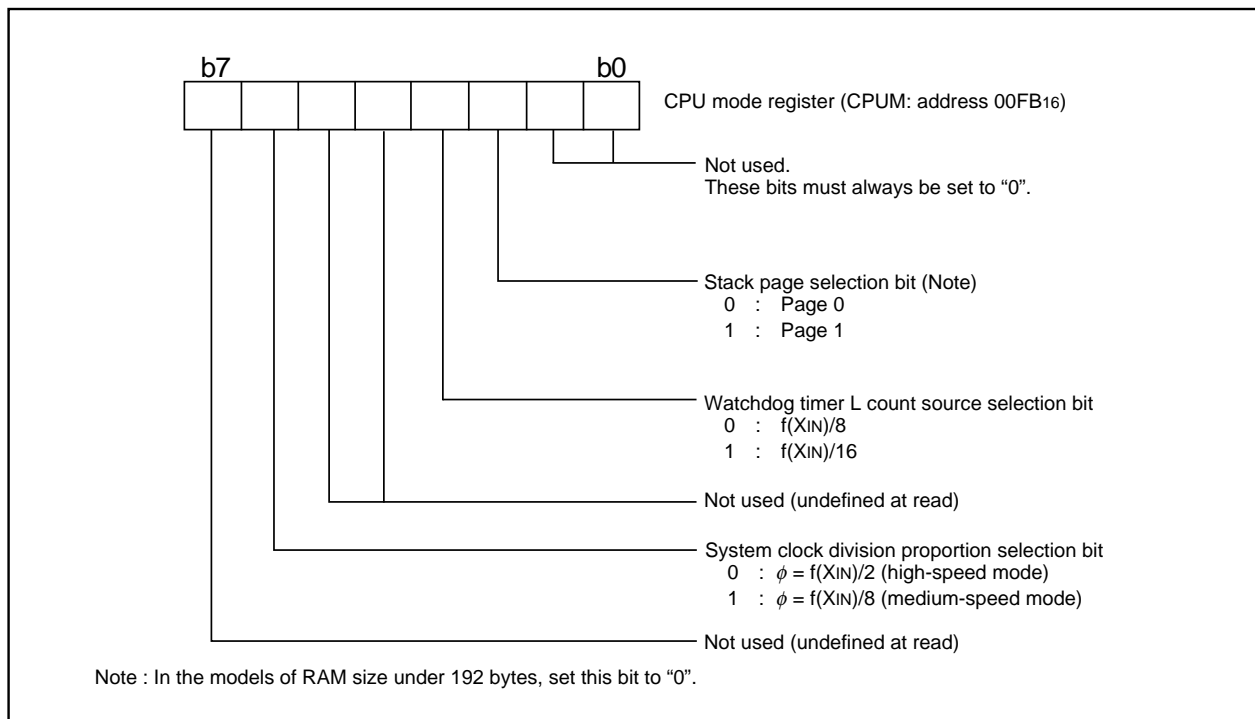 b7 b0
CPU mode register (CPUM: address 00FB16)
Not used.
These bits must always be set to “0”.
Stack page selection bit (Note)
0 : Page 0
1 : Page 1
Watchdog timer L count source selection bit
0 : f(XIN)/8
1 : f(XIN)/16
Not used (undefined at read)
System clock division proportion selection bit
0 : ϕ = f(XIN)/2 (high-speed mode)
1 : ϕ = f(XIN)/8 (medium-speed mode)
Not used (undefined at read)
Note : In the models of RAM size under 192 bytes, set this bit to “0”.